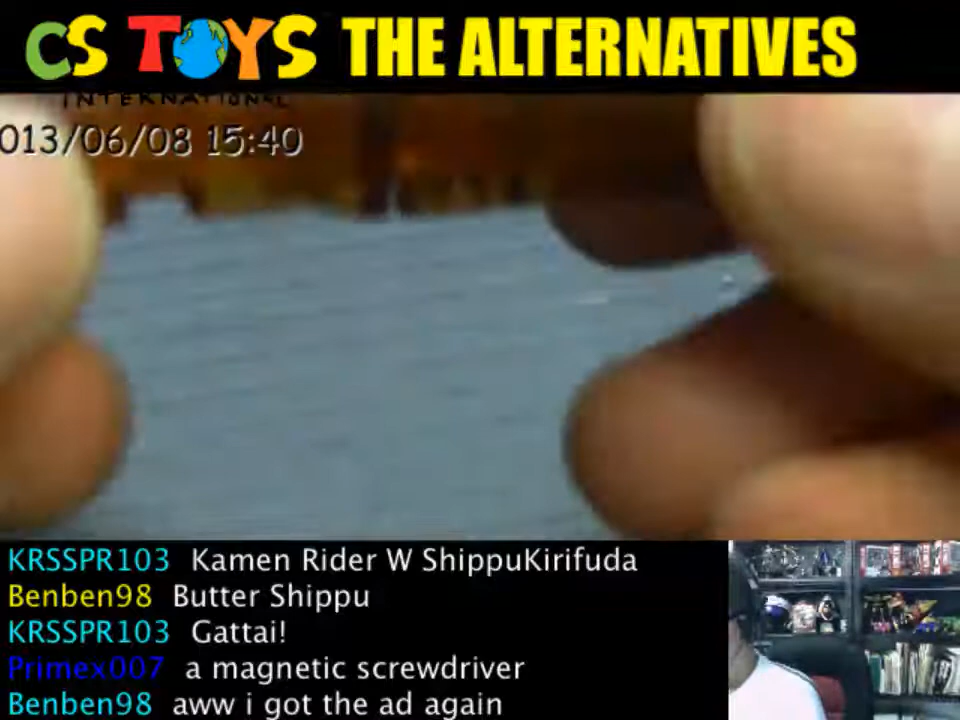 CS TOYS THE ALTERNATIVES
INTERNATIONAL
013/06/08 15:40
KRSSPR103 Kamen Rider W ShippuKirifuda
Benben98 Butter Shippu
KRSSPR103 Gattai!
Primex007 a magnetic screwdriver
Benben98 aww i got the ad again